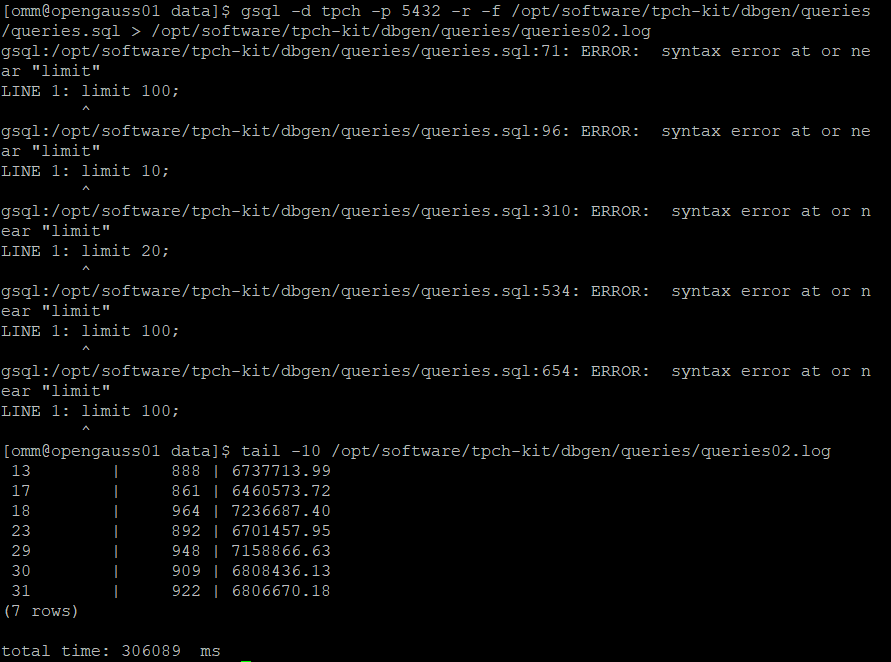 [omm@opengauss01 data]$ gsql -d tpch -p 5432 -r -f /opt/software/tpch-kit/dbgen/queries
/queries.sql > /opt/software/tpch-kit/dbgen/queries/queries02.log
gsql:/opt/software/tpch-kit/dbgen/queries/queries.sql:71: ERROR:  syntax error at or ne
ar "limit"
LINE 1: limit 100;
        ^
gsql:/opt/software/tpch-kit/dbgen/queries/queries.sql:96: ERROR:  syntax error at or ne
ar "limit"
LINE 1: limit 10;
        ^
gsql:/opt/software/tpch-kit/dbgen/queries/queries.sql:310: ERROR:  syntax error at or n
ear "limit"
LINE 1: limit 20;
        ^
gsql:/opt/software/tpch-kit/dbgen/queries/queries.sql:534: ERROR:  syntax error at or n
ear "limit"
LINE 1: limit 100;
        ^
gsql:/opt/software/tpch-kit/dbgen/queries/queries.sql:654: ERROR:  syntax error at or n
ear "limit"
LINE 1: limit 100;
        ^
[omm@opengauss01 data]$ tail -10 /opt/software/tpch-kit/dbgen/queries/queries02.log
 13        |     888 | 6737713.99
 17        |     861 | 6460573.72
 18        |     964 | 7236687.40
 23        |     892 | 6701457.95
 29        |     948 | 7158866.63
 30        |     909 | 6808436.13
 31        |     922 | 6806670.18
(7 rows)

total time: 306089  ms